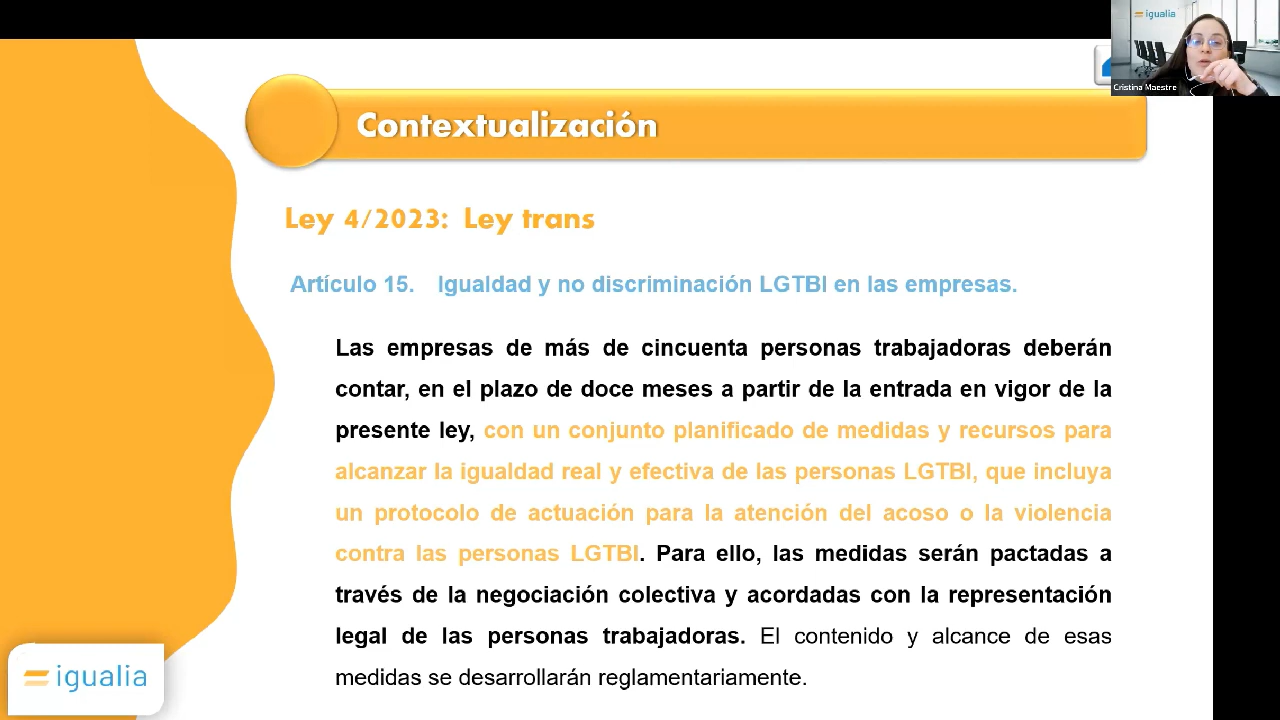 igualia
Cristina Maestre
Contextualización
Ley 4/2023: Ley trans
Artículo 15. Igualdad y no discriminación LGTBI en las empresas.
Las empresas de más de cincuenta personas trabajadoras deberán
contar, en el plazo de doce meses a partir de la entrada en vigor de la
presente ley, con un conjunto planificado de medidas y recursos para
alcanzar la igualdad real y efectiva de las personas LGTBI, que incluya
un protocolo de actuación para la atención del acoso o la violencia
contra las personas LGTBI. Para ello, las medidas serán pactadas a
través de la negociación colectiva y acordadas con la representación
legal de las personas trabajadoras. El contenido y alcance de esas
medidas se desarrollarán reglamentariamente.
igualia